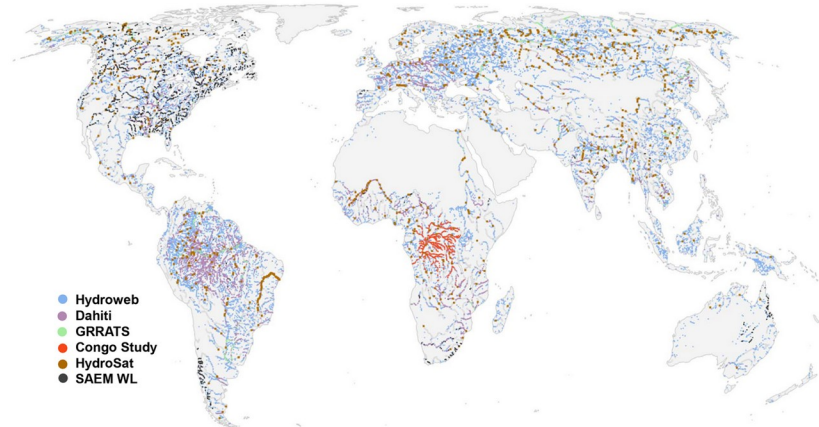 Hydroweb
Dahiti
GRRATS
Congo Study
HydroSat
SAEM WL